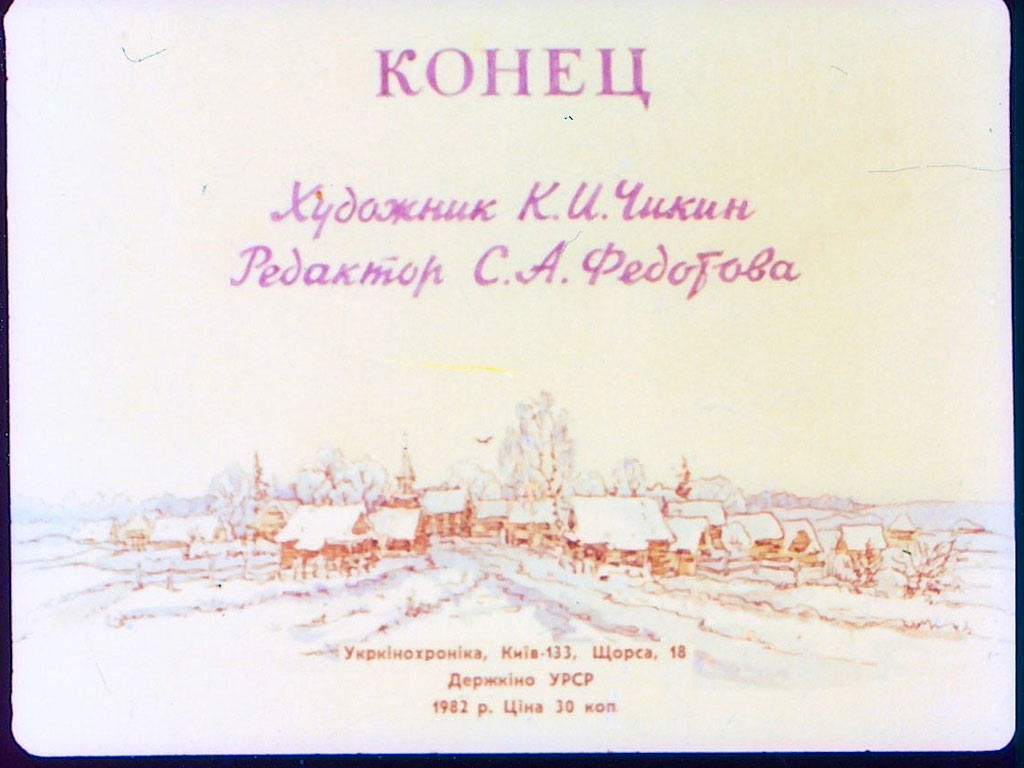 КОНЕЦ
Художник К.И.Чикин
Редактор С.А.Федотова
Укркінохроніка, Київ-133, Щорса, 18
Держкіно УРСР
1982 р. Ціна 30 коп